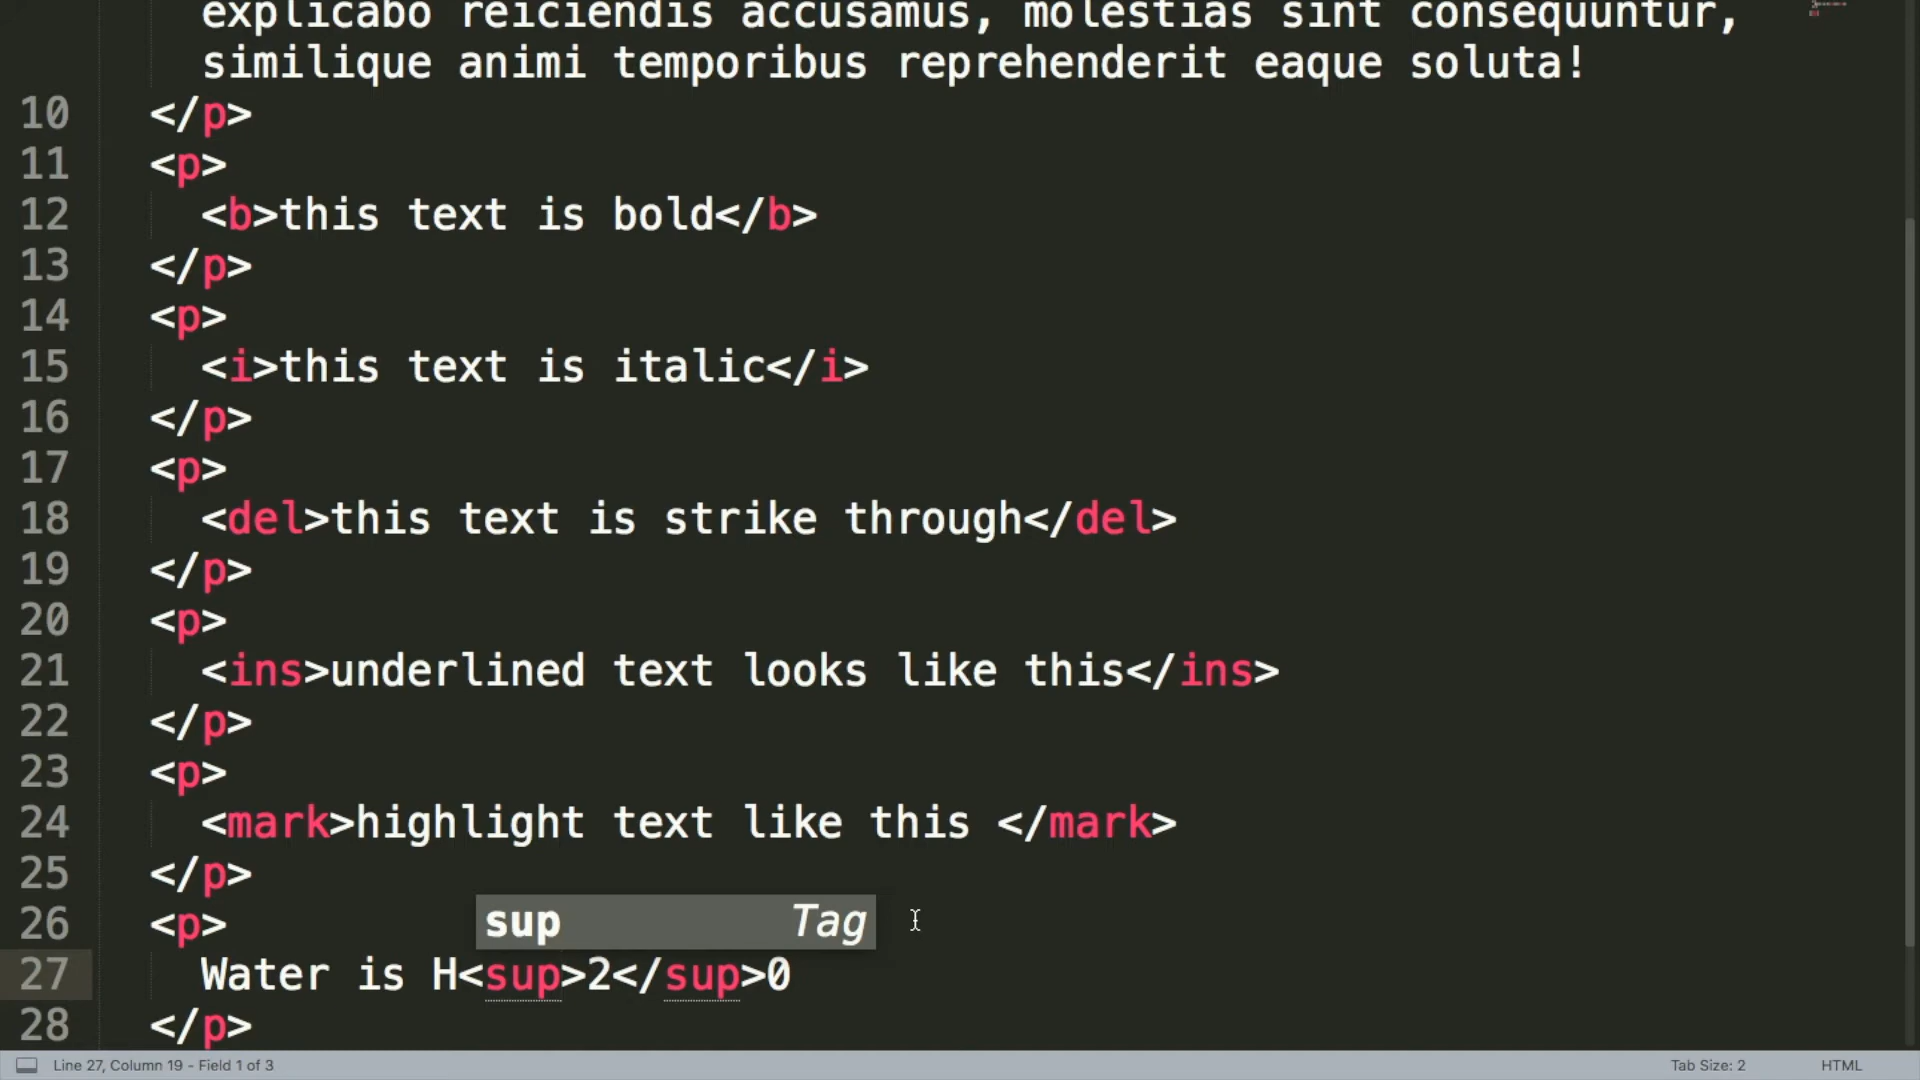 explicabo reiciendis accusamus, molestias sint consequuntur,
similique animi temporibus reprehenderit eaque soluta!
10 </p>
11 <p>
12 <b>this text is bold</b>
13 </p>
14 <p>
15 <i>this text is italic</i>
16 </p>
17 <p>
18 <del>this text is strike through</del>
19 </p>
20 <p>
21 <ins>underlined text looks like this</ins>
22 </p>
23 <p>
24 <mark>highlight text like this </mark>
25 </p>
sup Tag
26 <p>
27 Water is H<sup>2</sup>0
28 </p>
Line 27, Column 19 - Field 1 of 3 Tab Size: 2 HTML